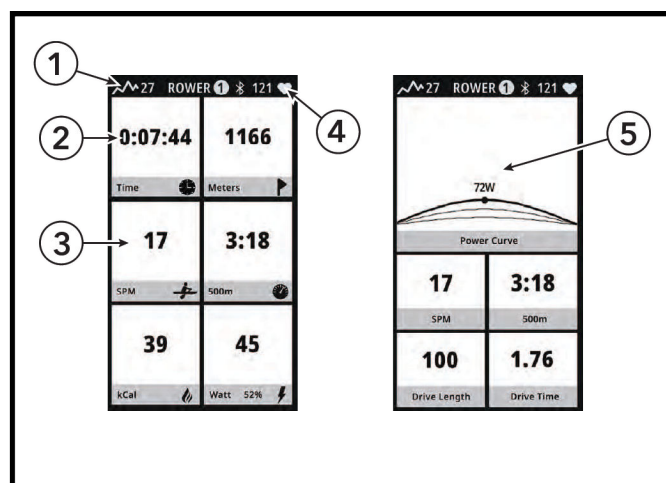 1
27 ROWER 1 121
2
0:07:44 1166
Time Meters
4
3
17 3:18
SPM 500m
39 45
kCal Watt 52%
27 ROWER 1 121
5
72W
Power Curve
17 3:18
SPM 500m
100 1.76
Drive Length Drive Time